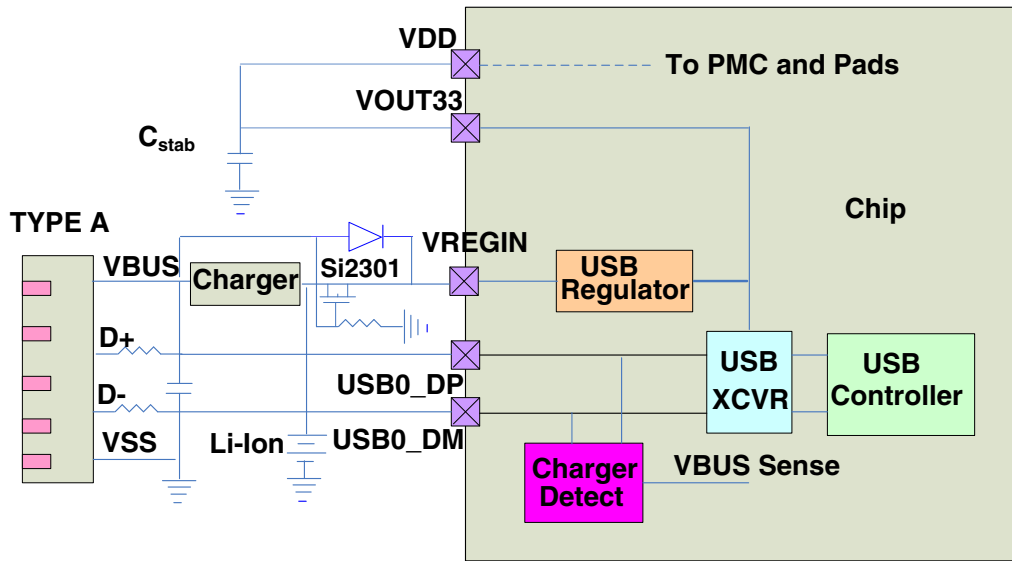 VDD
To PMC and Pads
VOUT33
Cstab
Chip
TYPE A
VREGIN
VBUS
Charger
Si2301
USB
Regulator
D+
USB
XCVR
USB
Controller
D-
USB0_DP
VSS
Li-Ion
USB0_DM
Charger
Detect
VBUS Sense